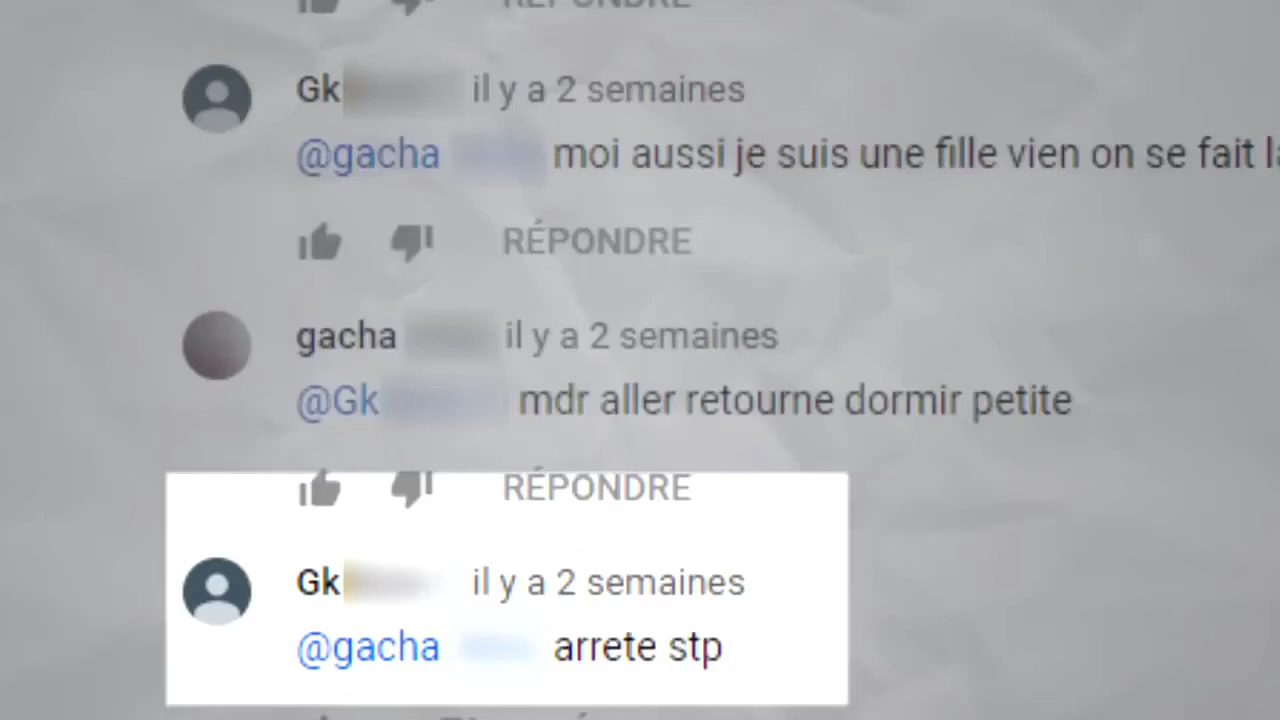 RÉPONDRE
Gk il y a 2 semaines
@gacha moi aussi je suis une fille vien on se fait
RÉPONDRE
gacha il y a 2 semaines
@Gk mdr aller retourne dormir petite
RÉPONDRE
Gk il y a 2 semaines
@gacha arrete stp